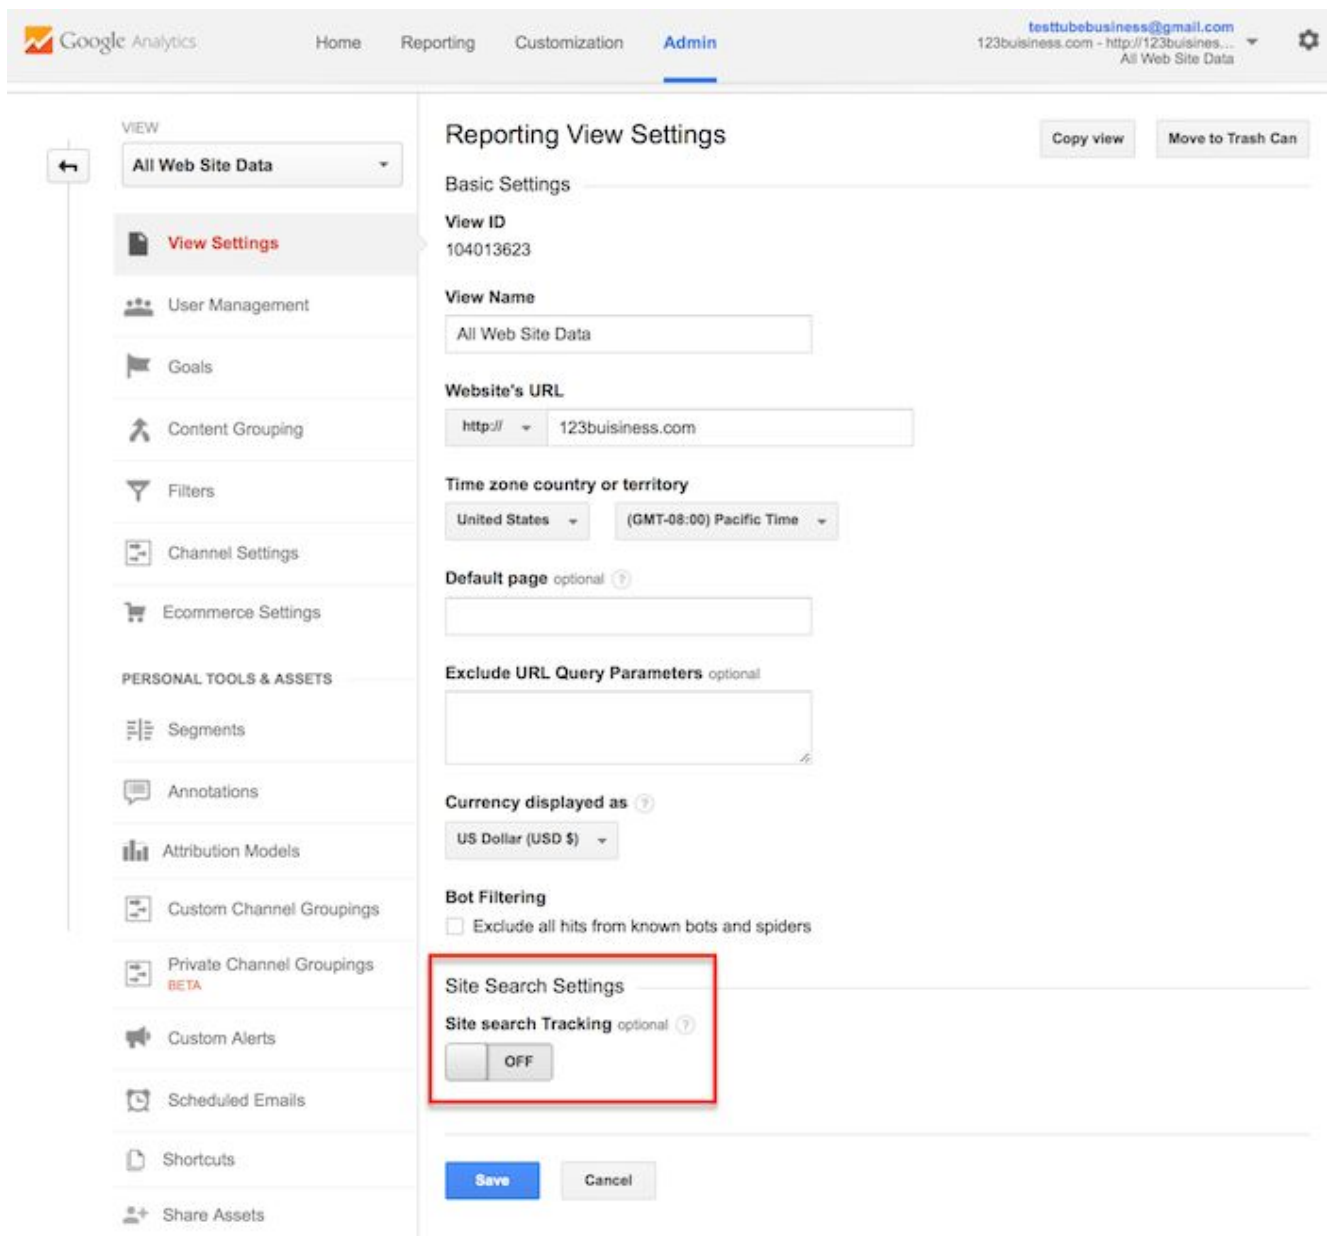 Google Analytics
Home
Reporting
Customization
Admin
testtubebusiness@gmail.com
123buisiness.com - http://123buisines...
All Web Site Data
VIEW
All Web Site Data
View Settings
User Management
Goals
Content Grouping
Filters
Channel Settings
Ecommerce Settings
PERSONAL TOOLS & ASSETS
Segments
Annotations
Attribution Models
Custom Channel Groupings
Private Channel Groupings
BETA
Custom Alerts
Scheduled Emails
Shortcuts
Share Assets
Reporting View Settings
Copy view
Move to Trash Can
Basic Settings
View ID
104013623
View Name
All Web Site Data
Website's URL
http://
123buisiness.com
Time zone country or territory
United States
(GMT-08:00) Pacific Time
Default page optional ?
Exclude URL Query Parameters optional
Currency displayed as ?
US Dollar (USD $)
Bot Filtering
Exclude all hits from known bots and spiders
Site Search Settings
Site search Tracking optional ?
OFF
Save
Cancel